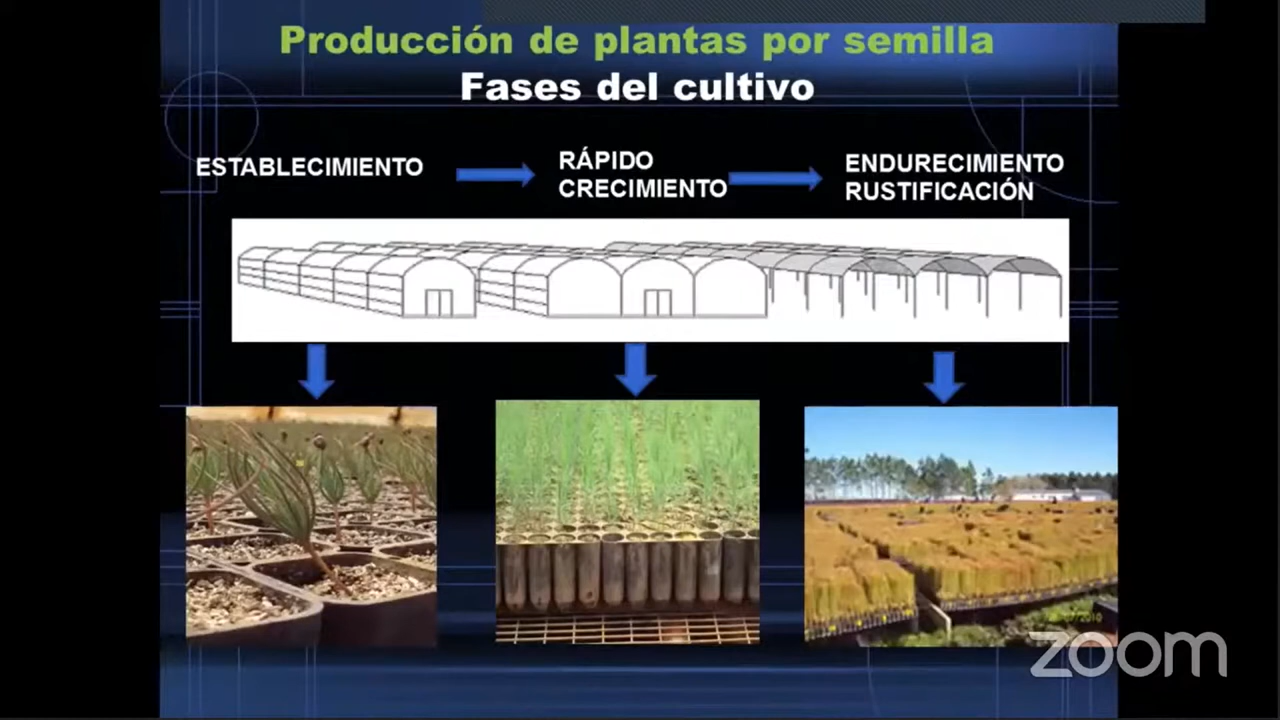 Producción de plantas por semilla
Fases del cultivo
ESTABLECIMIENTO
RÁPIDO
CRECIMIENTO
ENDURECIMIENTO
RUSTIFICACIÓN
zoom